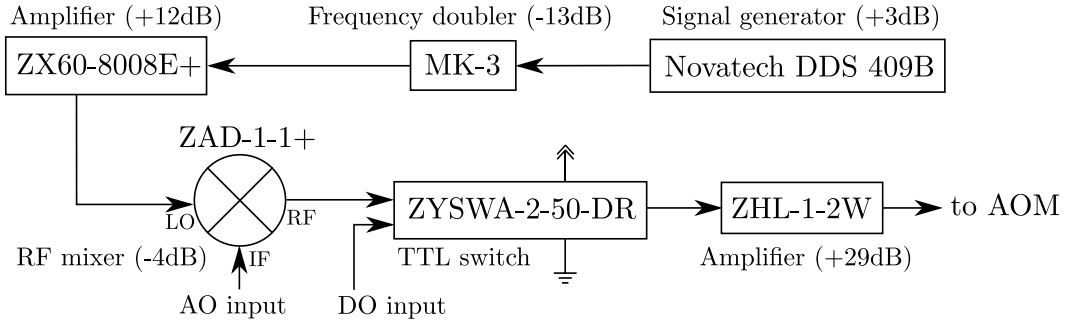 Amplifier (+12dB)
Frequency doubler (-13dB)
Signal generator (+3dB)
ZX60-8008E+
MK-3
Novatech DDS 409B
ZAD-1-1+
LO
RF
IF
RF mixer (-4dB)
AO input
DO input
ZYSWA-2-50-DR
TTL switch
ZHL-1-2W
Amplifier (+29dB)
to AOM